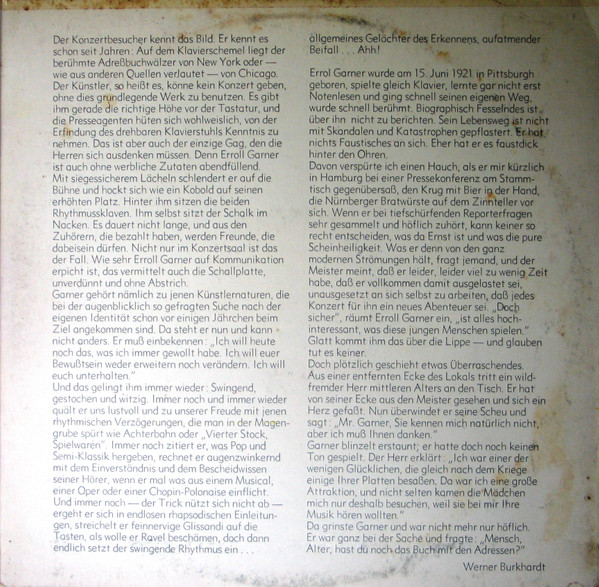 Der Konzertbesucher kennt das Bild. Er kennt es
schon seit Jahren: Auf dem Klavierschemel liegt der
berühmte Adreßbuchwälzer von New York oder —
wie aus anderen Quellen verlautet — von Chicago.
Der Künstler, so heißt es, könne kein Konzert geben,
ohne dies grundlegende Werk zu benutzen. Es gibt
ihm gerade die richtige Höhe vor der Tastatur, und
die Presseagenten hüten sich wohlweislich, von der
Erfindung des drehbaren Klavierstuhls Kenntnis zu
nehmen. Das ist aber auch der einzige Gag, den die
Herren sich ausdenken müssen. Denn Erroll Garner
ist auch ohne werbliche Zutaten abendfüllend.
Mit siegessicherem Lächeln schlendert er auf die
Bühne und hockt sich wie ein Kobold auf seinen
erhöhten Platz. Hinter ihm sitzen die beiden
Rhythmussklaven. Ihm selbst sitzt der Schalk im
Nacken. Es dauert nicht lange, und aus den
Zuhörern, die bezahlt haben, werden Freunde, die
dabeisein dürfen. Nicht nur im Konzertsaal ist das
der Fall. Wie sehr Erroll Garner auf Kommunikation
erpicht ist, das vermittelt auch die Schallplatte,
unverdünnt und ohne Abstrich.
Garner gehört nämlich zu jenen Künstlernaturen, die
bei der augenblicklich so gefragten Suche nach der
eigenen Identität schon vor einigen Jährchen beim
Ziel angekommen sind. Da steht er nun und kann
nicht anders. Er muß einbekennen: „Ich will heute
noch das, was ich immer gewollt habe. Ich will euer
Bewußtsein weder erweitern noch verändern. Ich will
euch unterhalten."
Und das gelingt ihm immer wieder: Swingend,
gestochen und witzig. Immer noch und immer wieder
quält er uns lustvoll und zu unserer Freude mit jenen
rhythmischen Verzögerungen, die man in der Magen-
grube spürt wie Achterbahn oder „Vierter Stock,
Spielwaren". Immer noch zitiert er, was Pop und
Semi-Klassik hergeben, rechnet er augenzwinkernd
mit dem Einverständnis und dem Bescheidwissen
seiner Hörer, wenn er mal was aus einem Musical,
einer Oper oder einer Chopin-Polonaise einflicht.
Und immer noch — der Trick nützt sich nicht ab —
ergeht er sich in endlosen rhapsodischen Einleitun-
gen, streichelt er feinnervige Glissandi auf die
Tasten, als wolle er Ravel beschämen, doch dann
endlich setzt der swingende Rhythmus ein . . .
allgemeines Gelächter des Erkennens, aufatmender
Beifall . . . Ahh!
Errol Garner wurde am 15. Juni 1921 in Pittsburgh
geboren, spielte gleich Klavier, lernte gar nicht erst
Notenlesen und ging schnell seinen eigenen Weg,
wurde schnell berühmt. Biographisch Fesselndes ist
über ihn nicht zu berichten. Sein Lebensweg ist nicht
mit Skandalen und Katastrophen gepflastert. Er hat
nichts Faustisches an sich. Eher hat er es faustdick
hinter den Ohren.
Davon verspürte ich einen Hauch, als er mir kürzlich
in Hamburg bei einer Pressekonferenz am Stamm-
tisch gegenübersaß, den Krug mit Bier in der Hand,
die Nürnberger Bratwürste auf dem Zinnteller vor
sich. Wenn er bei tiefschürfenden Reporterfragen
sehr gesammelt und höflich zuhört, kann keiner so
recht entscheiden, was da Ernst ist und was die pure
Scheinheiligkeit. Was er denn von den ganz
modernen Strömungen hält, fragt jemand, und der
Meister meint, daß er leider, leider viel zu wenig Zeit
habe, daß er vollkommen damit ausgelastet sei,
unausgesetzt an sich selbst zu arbeiten, daß jedes
Konzert für ihn ein neues Abenteuer sei. „Doch
sicher", räumt Erroll Garner ein, „ist alles hoch-
interessant, was diese jungen Menschen spielen."
Glatt kommt ihm das über die Lippe — und glauben
tut es keiner.
Doch plötzlich geschieht etwas Überraschendes.
Aus einer entfernten Ecke des Lokals tritt ein wild-
fremder Herr mittleren Alters an den Tisch. Er hat
von seiner Ecke aus den Meister gesehen und sich ein
Herz gefaßt. Nun überwindet er seine Scheu und
sagt: „Mr. Garner, Sie kennen mich natürlich nicht,
aber ich muß Ihnen danken."
Garner blinzelt erstaunt; er hatte doch noch keinen
Ton gespielt. Der Herr erklärt: „Ich war einer der
wenigen Glücklichen, die gleich nach dem Kriege
einige Ihrer Platten besaßen. Da war ich eine große
Attraktion, und nicht selten kamen die Mädchen
mich nur deshalb besuchen, weil sie bei mir Ihre
Musik hören wollten."
Da grinste Garner und war nicht mehr nur höflich.
Er war ganz bei der Sache und fragte: „Mensch,
Alter, hast du noch das Buch mit den Adressen?"
Werner Burkhardt